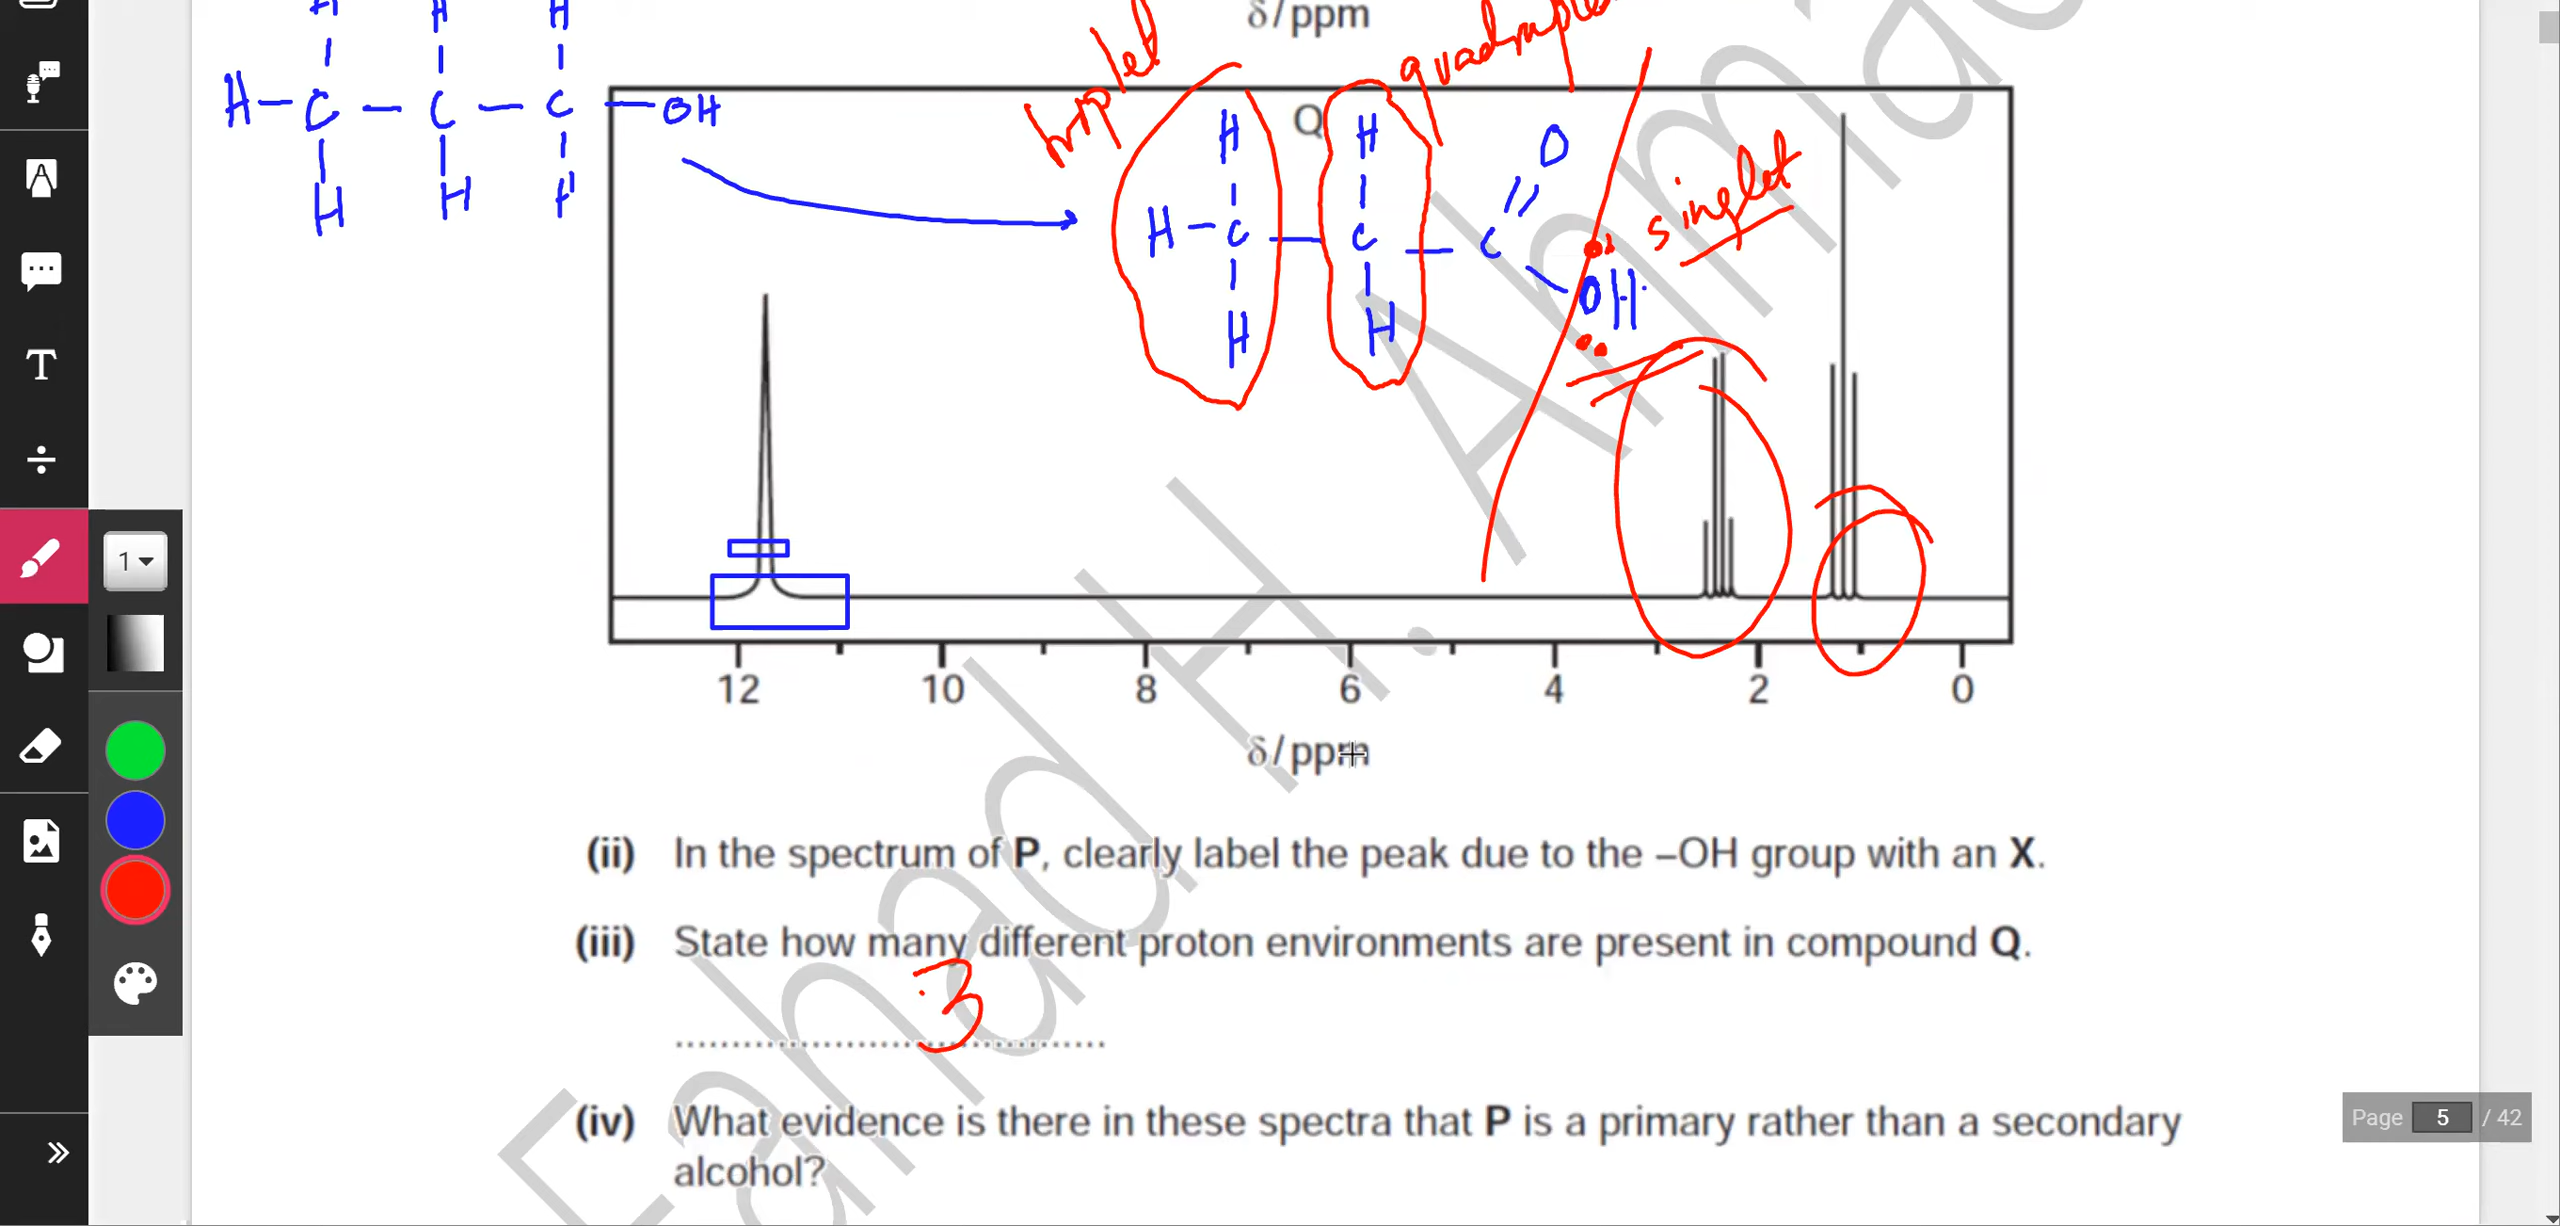 δ/ppm
H H H
H-C-C-C-OH
H H H
triplet
Q
H H O
singlet
H-C-C-C
OH
H H
12 10 8 6 4 2 0
δ/ppm
(ii) In the spectrum of P, clearly label the peak due to the –OH group with an X.
(iii) State how many different proton environments are present in compound Q.
3
(iv) What evidence is there in these spectra that P is a primary rather than a secondary
alcohol?
Fahad H. Ahmad
1
Page 5 / 42